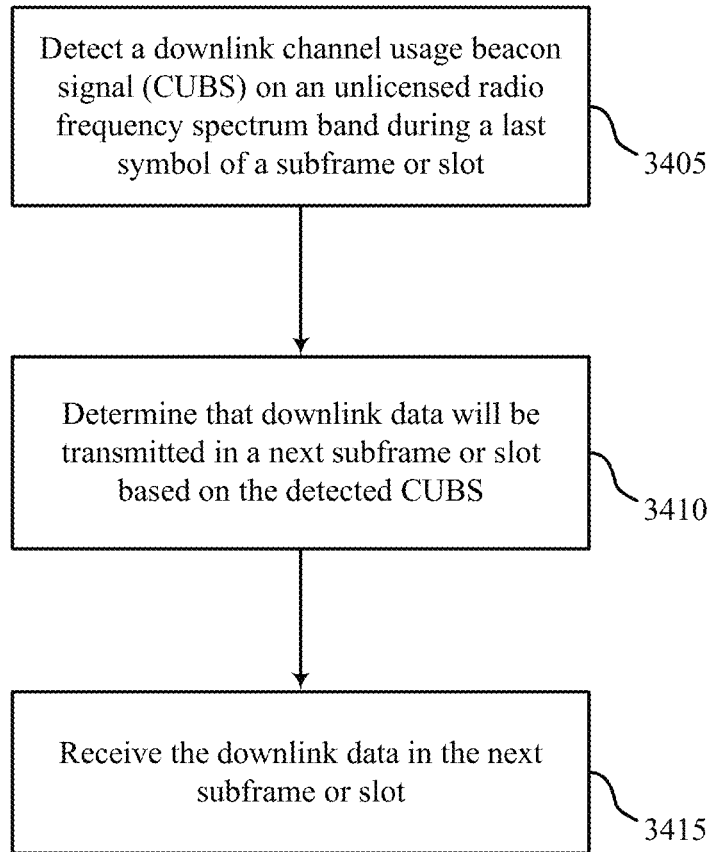 Detect a downlink channel usage beacon
signal (CUBS) on an unlicensed radio
frequency spectrum band during a last
symbol of a subframe or slot
3405
Determine that downlink data will be
transmitted in a next subframe or slot
based on the detected CUBS
3410
Receive the downlink data in the next
subframe or slot
3415